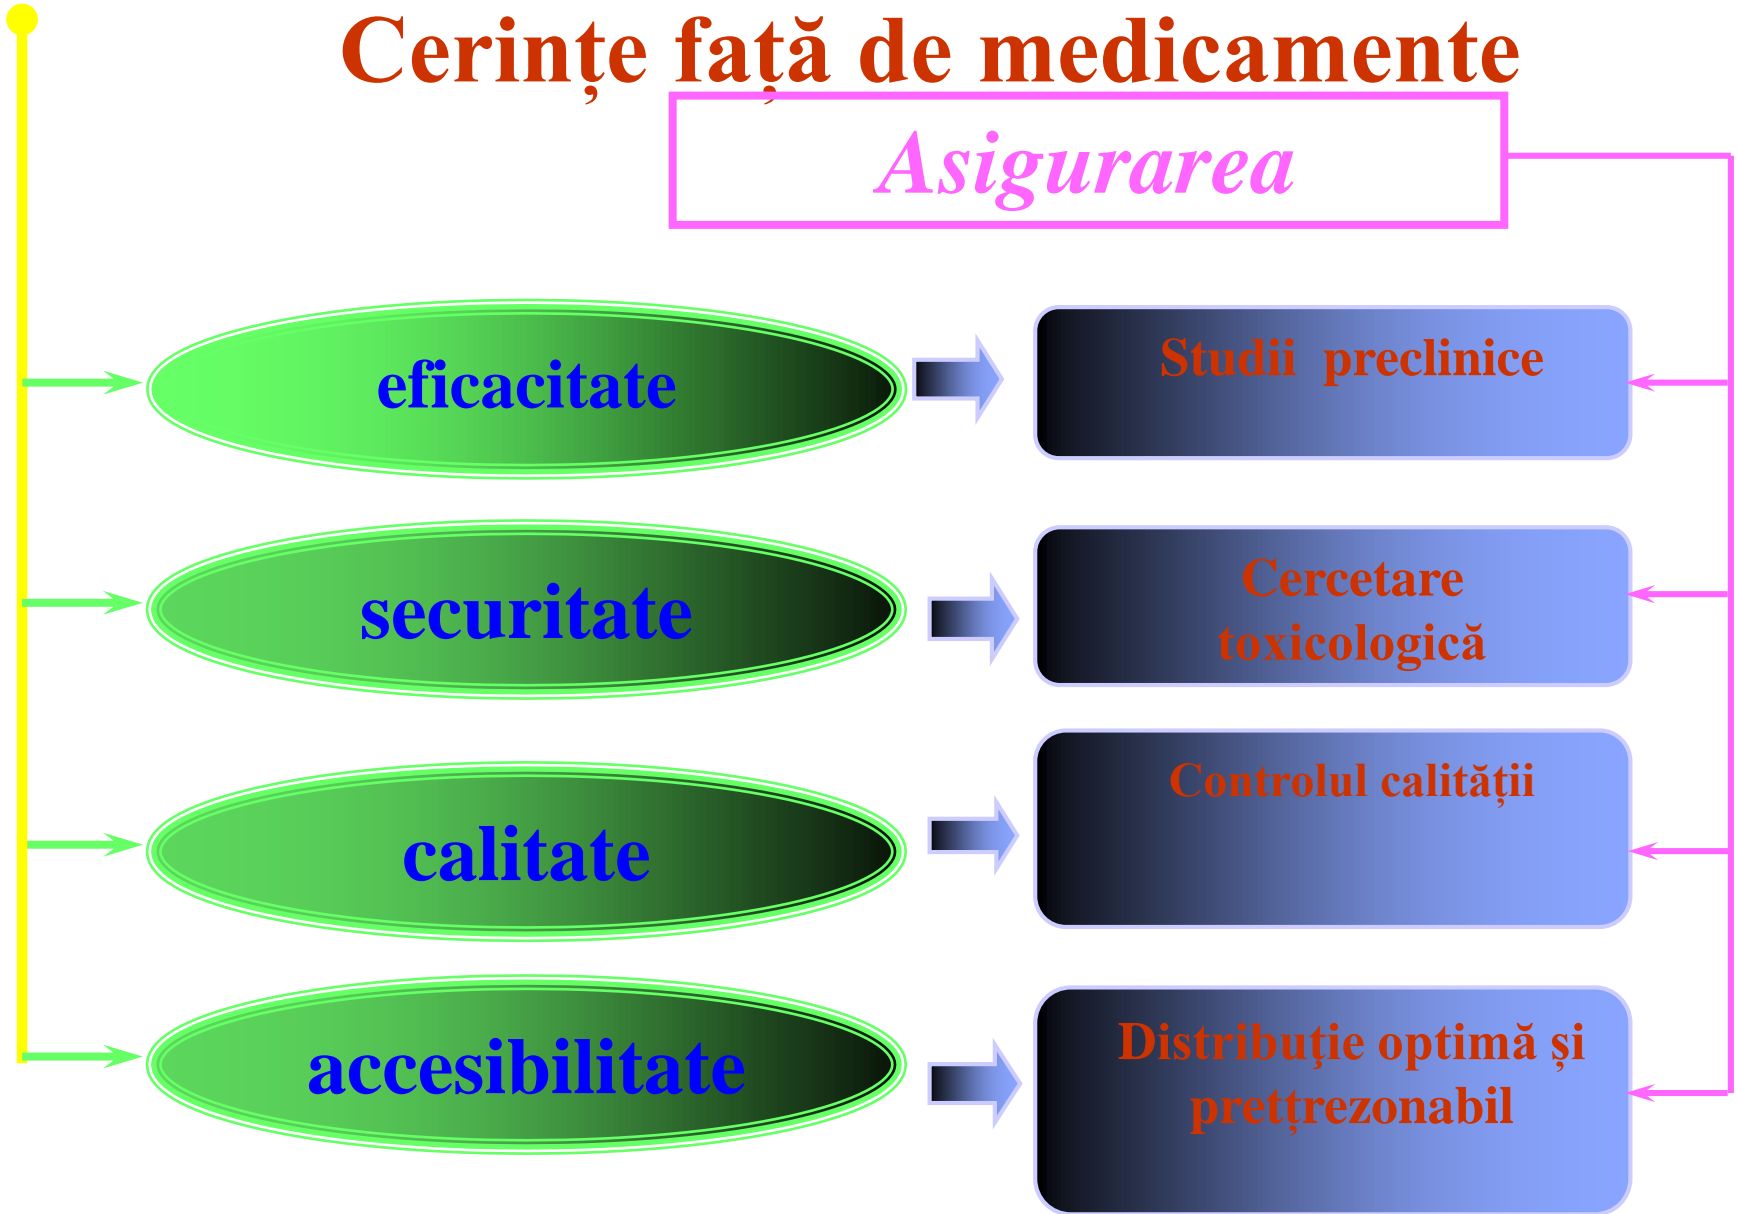 Cerințe față de medicamente
Asigurarea
eficacitate
Studii preclinice
securitate
Cercetare
toxicologică
calitate
Controlul calității
accesibilitate
Distribuţie optimă și
prețțrezonabil